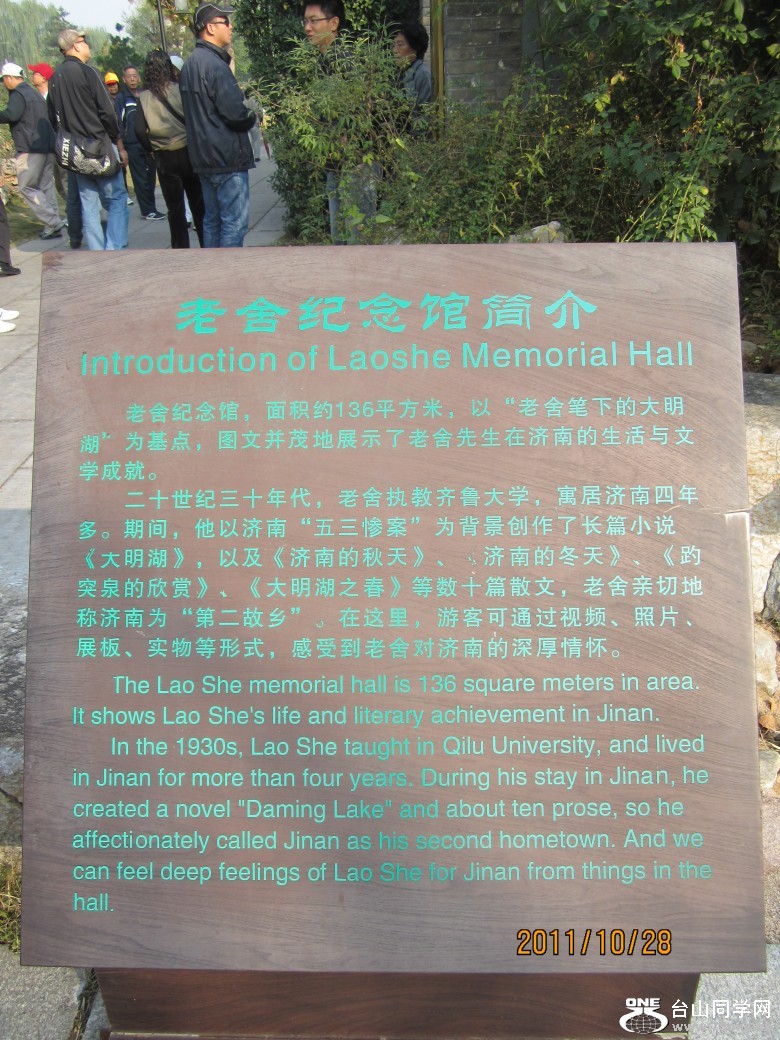 XIEZHI
老舍纪念馆简介
Introduction of Laoshe Memorial Hall
老舍纪念馆，面积约136平方米，以“老舍笔下的大明
湖”为基点，图文并茂地展示了老舍先生在济南的生活与文
学成就。
二十世纪三十年代，老舍执教齐鲁大学，寓居济南四年
多。期间，他以济南“五三惨案”为背景创作了长篇小说
《大明湖》，以及《济南的秋天》、《济南的冬天》、《趵
突泉的欣赏》、《大明湖之春》等数十篇散文，老舍亲切地
称济南为“第二故乡”。在这里，游客可通过视频、照片、
展板、实物等形式，感受到老舍对济南的深厚情怀。
The Lao She memorial hall is 136 square meters in area.
It shows Lao She's life and literary achievement in Jinan.
In the 1930s, Lao She taught in Qilu University, and lived
in Jinan for more than four years. During his stay in Jinan, he
created a novel "Daming Lake" and about ten prose, so he
affectionately called Jinan as his second hometown. And we
can feel deep feelings of Lao She for Jinan from things in the
hall.
2011/10/28
ONE 台山同学网